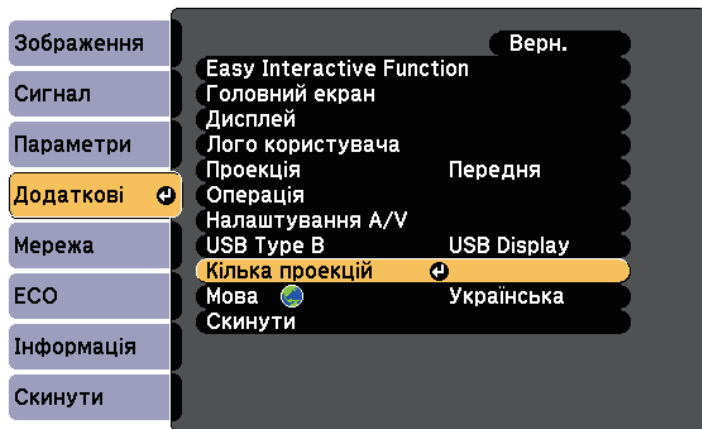 Зображення
Сигнал
Параметри
Додаткові
Мережа
ECO
Інформація
Скинути
Верн.
Easy Interactive Function
Головний екран
Дисплей
Лого користувача
Проекція Передня
Операція
Налаштування A/V
USB Type B USB Display
Кілька проекцій
Мова Українська
Скинути